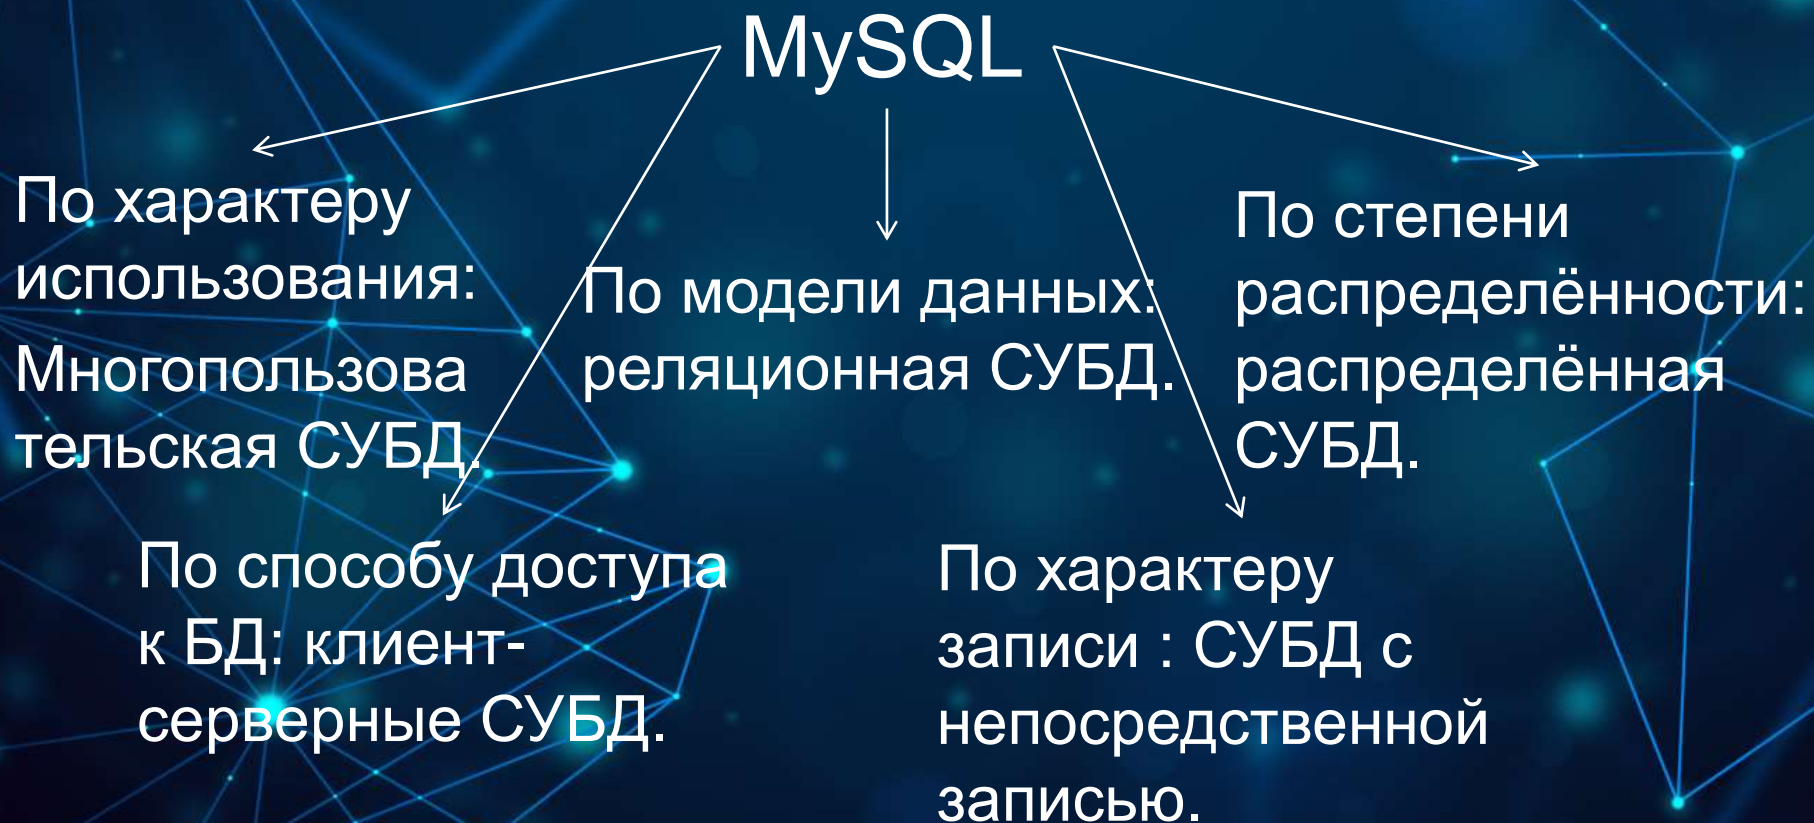 MySQL
По характеру
использования:
Многопользова
тельская СУБД.
По модели данных:
реляционная СУБД.
По степени
распределённости:
распределённая
СУБД.
По способу доступа
к БД: клиент-
серверные СУБД.
По характеру
записи : СУБД с
непосредственной
записью.